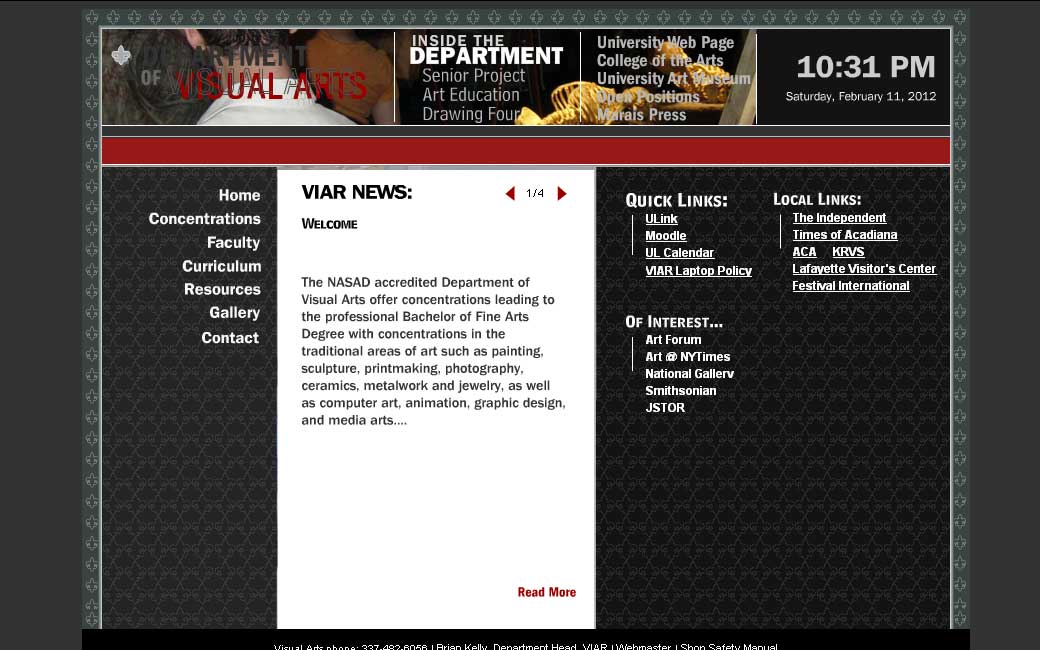 DEPARTMENT
OF VISUAL ARTS
INSIDE THE
DEPARTMENT
Senior Project
Art Education
Drawing Four
University Web Page
College of the Arts
University Art Museum
Open Positions
Marais Press
10:31 PM
Saturday, February 11, 2012
Home
Concentrations
Faculty
Curriculum
Resources
Gallery
Contact
VIAR NEWS:
1/4
WELCOME
The NASAD accredited Department of
Visual Arts offer concentrations leading to
the professional Bachelor of Fine Arts
Degree with concentrations in the
traditional areas of art such as painting,
sculpture, printmaking, photography,
ceramics, metalwork and jewelry, as well
as computer art, animation, graphic design,
and media arts....
Read More
QUICK LINKS:
ULink
Moodle
UL Calendar
VIAR Laptop Policy
LOCAL LINKS:
The Independent
Times of Acadiana
ACA KRVS
Lafayette Visitor's Center
Festival International
OF INTEREST...
Art Forum
Art @ NYTimes
National Gallery
Smithsonian
JSTOR
Visual Arts phone: 337-482-6056 | Brian Kelly, Department Head, VIAR | Webmaster | Shop Safety Manual